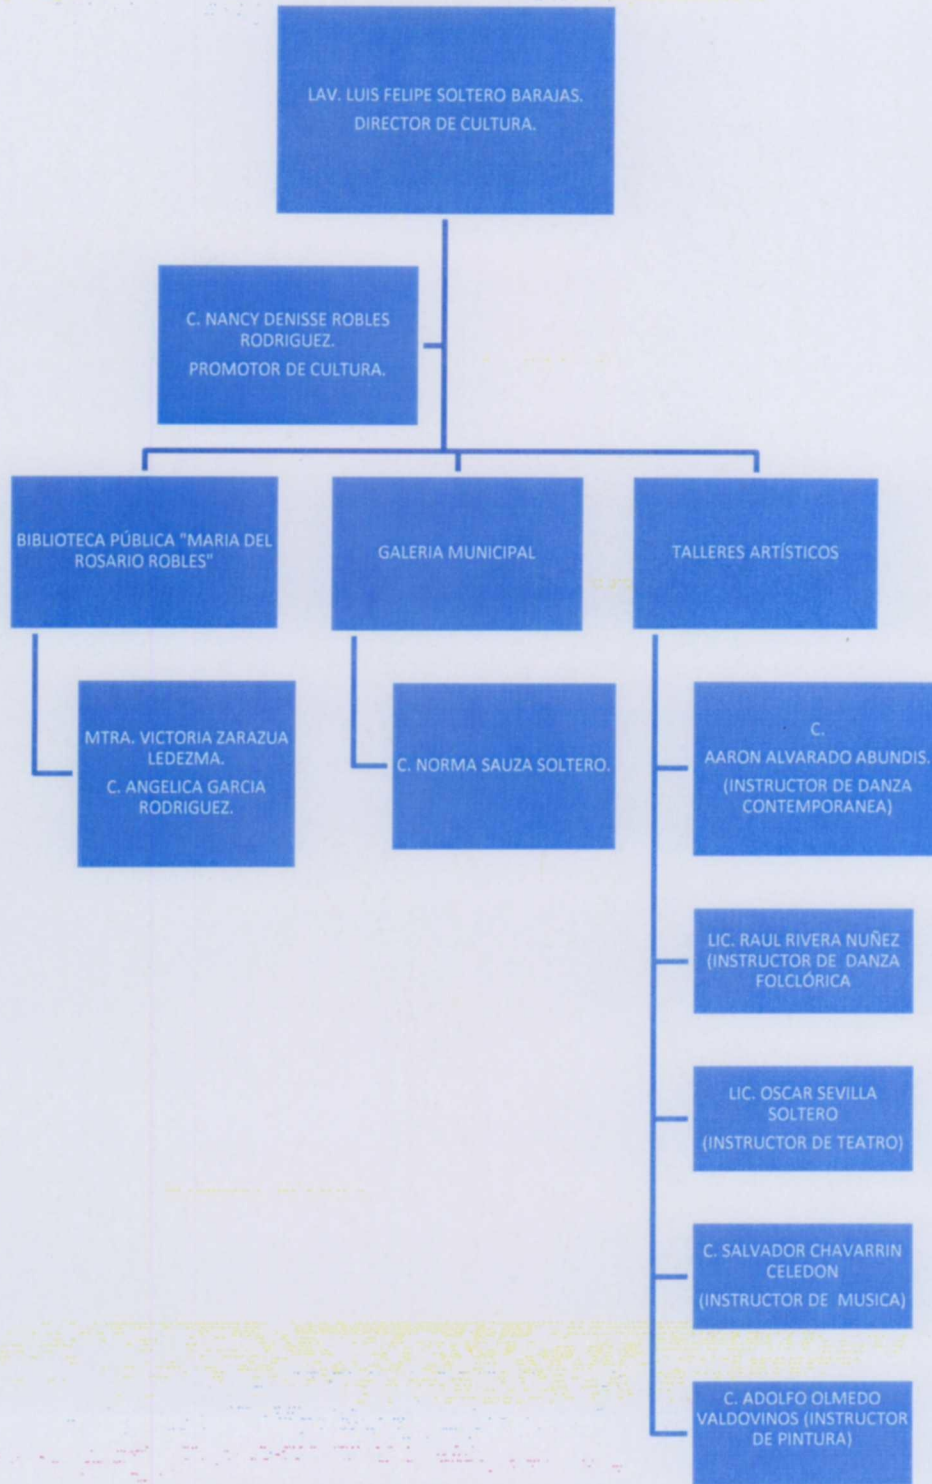 LAV. LUIS FELIPE SOLTERO BARAJAS.
DIRECTOR DE CULTURA.
C. NANCY DENISSE ROBLES
RODRIGUEZ.
PROMOTOR DE CULTURA.
BIBLIOTECA PÚBLICA "MARIA DEL
ROSARIO ROBLES"
GALERIA MUNICIPAL
TALLERES ARTÍSTICOS
MTRA. VICTORIA ZARAZUA
LEDEZMA.
C. ANGELICA GARCIA
RODRIGUEZ.
C. NORMA SAUZA SOLTERO.
C.
AARON ALVARADO ABUNDIS.
(INSTRUCTOR DE DANZA
CONTEMPORANEA)
LIC. RAUL RIVERA NUÑEZ
(INSTRUCTOR DE DANZA
FOLCLÓRICA
LIC. OSCAR SEVILLA
SOLTERO
(INSTRUCTOR DE TEATRO)
C. SALVADOR CHAVARRIN
CELEDON
(INSTRUCTOR DE MUSICA)
C. ADOLFO OLMEDO
VALDOVINOS (INSTRUCTOR
DE PINTURA)